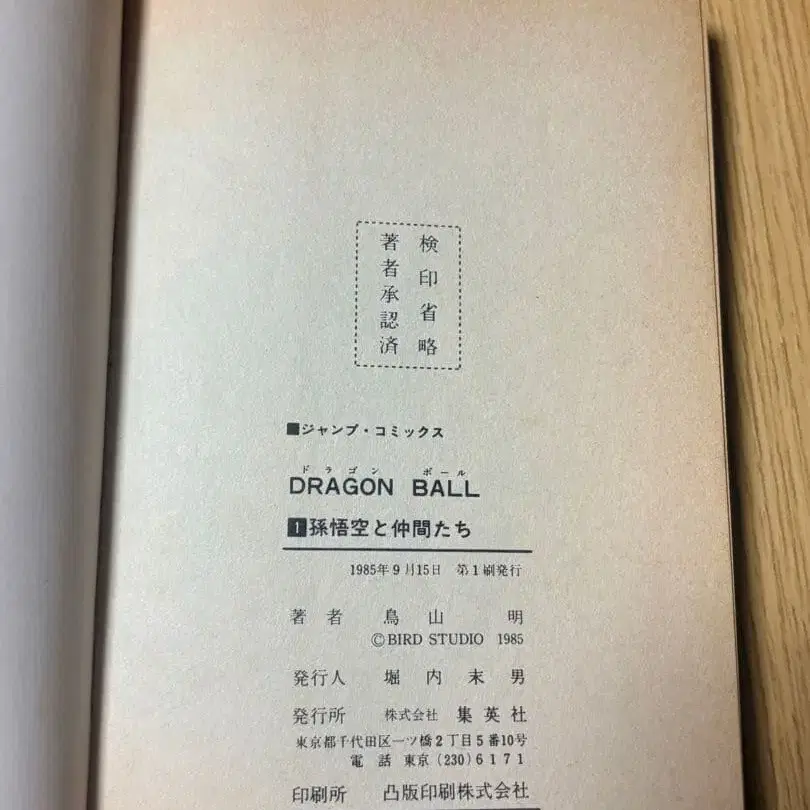 検印省略
著者承認済
■ジャンプ・コミックス
ドラゴン ボール
DRAGON BALL
1 孫悟空と仲間たち
1985年9月15日 第1刷発行
著者 鳥山 明
©BIRD STUDIO 1985
発行人 堀内末男
発行所 株式会社 集英社
東京都千代田区一ツ橋2丁目5番10号
電話 東京(230)6171
印刷所 凸版印刷株式会社